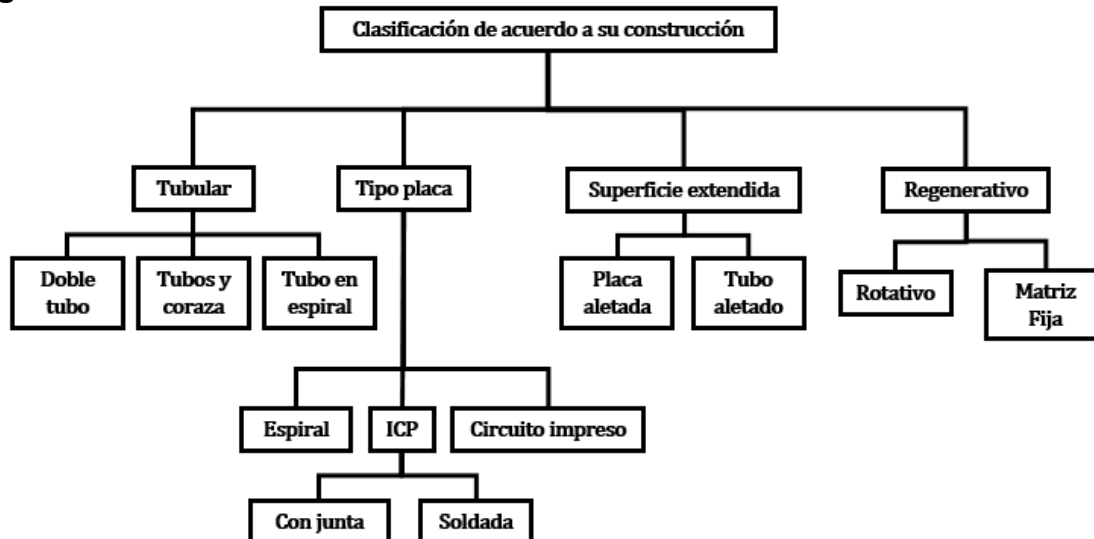 Clasificación de acuerdo a su construcción
Tubular
Tipo placa
Superficie extendida
Regenerativo
Doble
tubo
Tubos y
coraza
Tubo en
espiral
Placa
aletada
Tubo
aletado
Rotativo
Matriz
Fija
Espiral
ICP
Circuito impreso
Con junta
Soldada